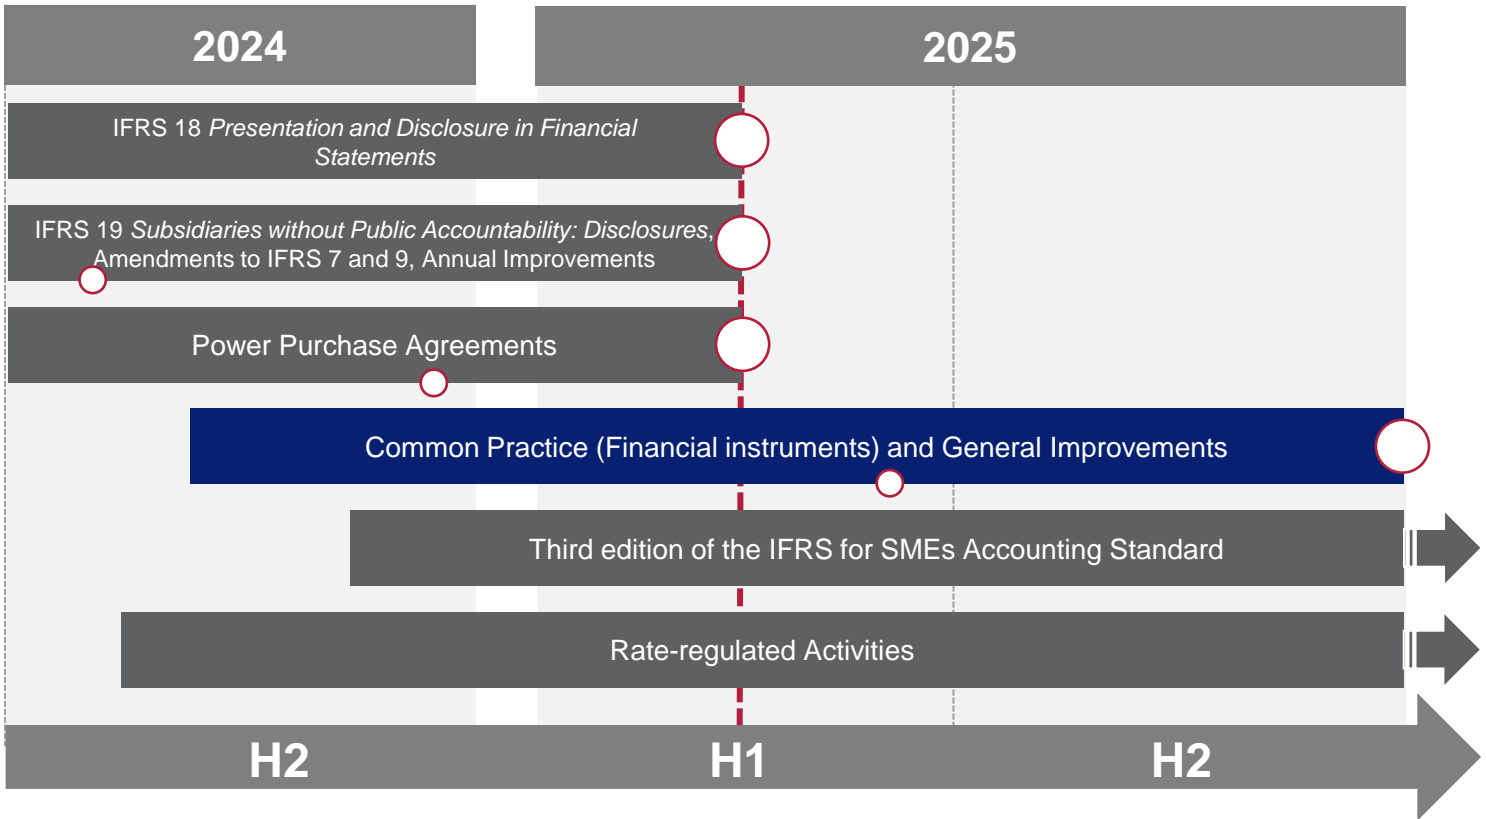 2024
2025
IFRS 18 Presentation and Disclosure in Financial
Statements
IFRS 19 Subsidiaries without Public Accountability: Disclosures,
Amendments to IFRS 7 and 9, Annual Improvements
Power Purchase Agreements
Common Practice (Financial instruments) and General Improvements
Third edition of the IFRS for SMEs Accounting Standard
Rate-regulated Activities
H2
H1
H2